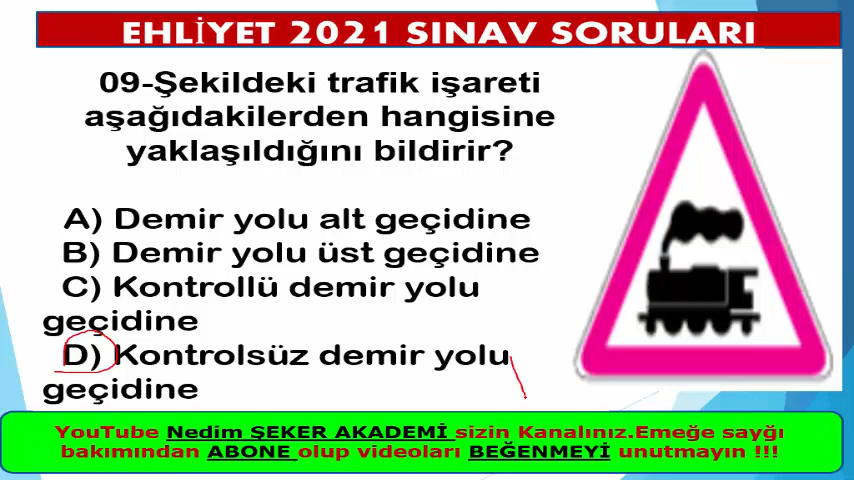 EHLİYET 2021 SINAV SORULARI
09-Şekildeki trafik işareti
aşağıdakilerden hangisine
yaklaşıldığını bildirir?
A) Demir yolu alt geçidine
B) Demir yolu üst geçidine
C) Kontrollü demir yolu
geçidine
D) Kontrolsüz demir yolu
geçidine
YouTube Nedim ŞEKER AKADEMİ sizin Kanalınız.Emeğe sayğı
bakımından ABONE olup videoları BEĞENMEYİ unutmayın !!!